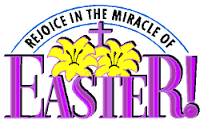 REJOICE IN THE MIRACLE OF
EASTER!